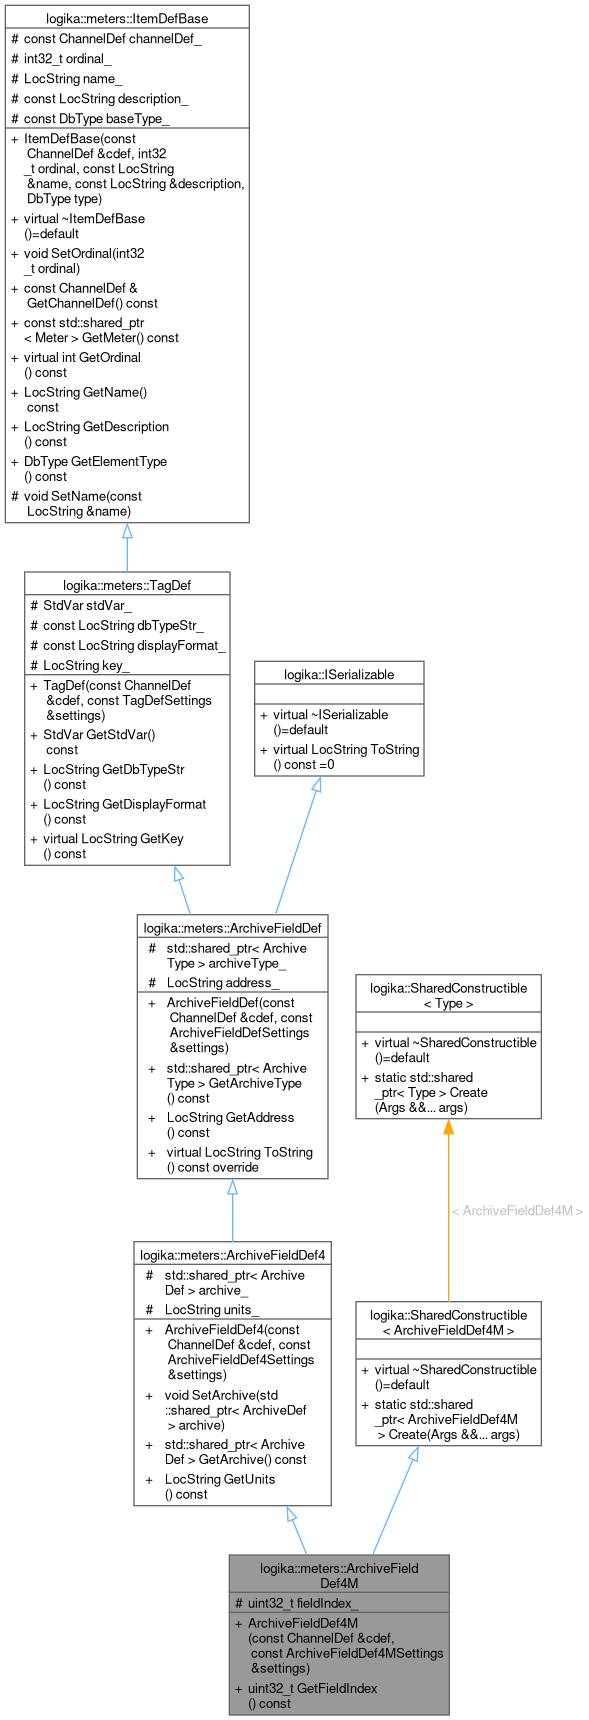 logika::meters::ItemDefBase
# const ChannelDef channelDef_
# int32_t ordinal_
# LocString name_
# const LocString description_
# const DbType baseType_
+ ItemDefBase(const
ChannelDef &cdef, int32
_t ordinal, const LocString
&name, const LocString &description,
DbType type)
+ virtual ~ItemDefBase
()=default
+ void SetOrdinal(int32
_t ordinal)
+ const ChannelDef &
GetChannelDef() const
+ const std::shared_ptr
< Meter > GetMeter() const
+ virtual int GetOrdinal
() const
+ LocString GetName()
const
+ LocString GetDescription
() const
+ DbType GetElementType
() const
# void SetName(const
LocString &name)
logika::meters::TagDef
# StdVar stdVar_
# const LocString dbTypeStr_
# const LocString displayFormat_
# LocString key_
+ TagDef(const ChannelDef
&cdef, const TagDefSettings
&settings)
+ StdVar GetStdVar()
const
+ LocString GetDbTypeStr
() const
+ LocString GetDisplayFormat
() const
+ virtual LocString GetKey
() const
logika::ISerializable
+ virtual ~ISerializable
()=default
+ virtual LocString ToString
() const =0
logika::meters::ArchiveFieldDef
# std::shared_ptr< Archive
Type > archiveType_
# LocString address_
+ ArchiveFieldDef(const
ChannelDef &cdef, const
ArchiveFieldDefSettings
&settings)
+ std::shared_ptr< Archive
Type > GetArchiveType
() const
+ LocString GetAddress
() const
+ virtual LocString ToString
() const override
logika::SharedConstructible
< Type >
+ virtual ~SharedConstructible
()=default
+ static std::shared
_ptr< Type > Create
(Args &&... args)
< ArchiveFieldDef4M >
logika::meters::ArchiveFieldDef4
# std::shared_ptr< Archive
Def > archive_
# LocString units_
+ ArchiveFieldDef4(const
ChannelDef &cdef, const
ArchiveFieldDef4Settings
&settings)
+ void SetArchive(std
::shared_ptr< ArchiveDef
> archive)
+ std::shared_ptr< Archive
Def > GetArchive() const
+ LocString GetUnits
() const
logika::SharedConstructible
< ArchiveFieldDef4M >
+ virtual ~SharedConstructible
()=default
+ static std::shared
_ptr< ArchiveFieldDef4M
> Create(Args &&... args)
logika::meters::ArchiveField
Def4M
# uint32_t fieldIndex_
+ ArchiveFieldDef4M
(const ChannelDef &cdef,
const ArchiveFieldDef4MSettings
&settings)
+ uint32_t GetFieldIndex
() const